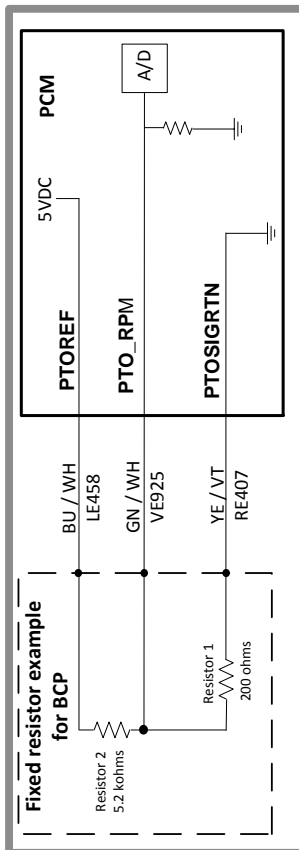 Fixed resistor example
for BCP
Resistor 2
5.2 kohms
Resistor 1
200 ohms
BU / WH
LE458
GN / WH
VE925
YE / VT
RE407
PTOREF
PTO_RPM
PTOSIGRTN
5VDC
PCM
A/D